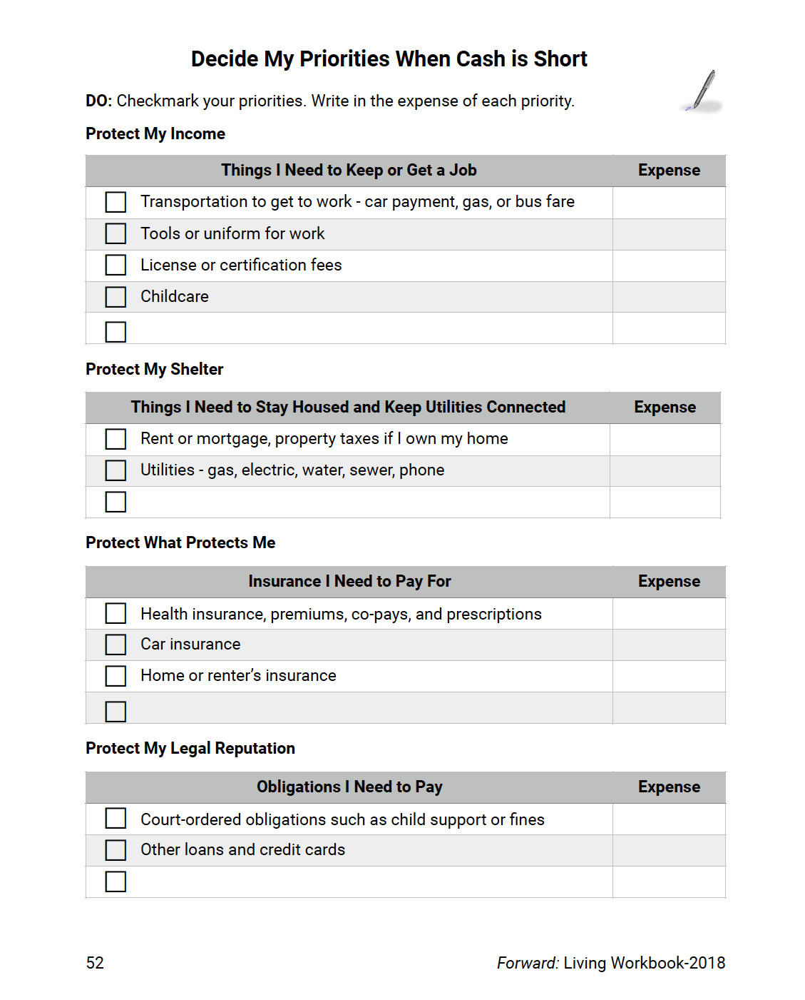 Decide My Priorities When Cash is Short
DO: Checkmark your priorities. Write in the expense of each priority.
Protect My Income
Things I Need to Keep or Get a Job Expense
Transportation to get to work - car payment, gas, or bus fare
Tools or uniform for work
License or certification fees
Childcare
Protect My Shelter
Things I Need to Stay Housed and Keep Utilities Connected Expense
Rent or mortgage, property taxes if I own my home
Utilities - gas, electric, water, sewer, phone
Protect What Protects Me
Insurance I Need to Pay For Expense
Health insurance, premiums, co-pays, and prescriptions
Car insurance
Home or renter’s insurance
Protect My Legal Reputation
Obligations I Need to Pay Expense
Court-ordered obligations such as child support or fines
Other loans and credit cards
52 Forward: Living Workbook-2018